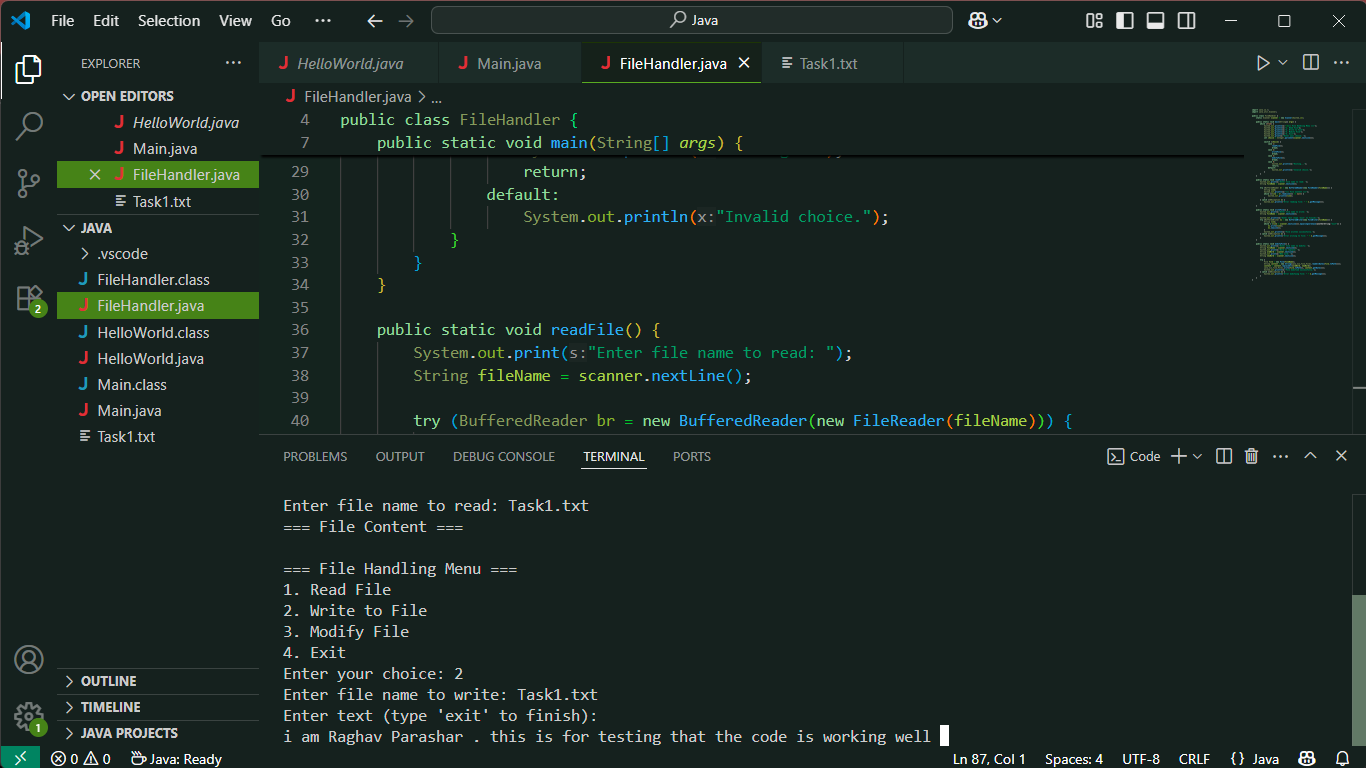 File Edit Selection View Go ··· Java
EXPLORER ···
OPEN EDITORS
HelloWorld.java
Main.java
FileHandler.java
Task1.txt
JAVA
.vscode
FileHandler.class
FileHandler.java
HelloWorld.class
HelloWorld.java
Main.class
Main.java
Task1.txt
OUTLINE
TIMELINE
JAVA PROJECTS
2
1
HelloWorld.java Main.java FileHandler.java Task1.txt
FileHandler.java > ...
4 public class FileHandler {
7 public static void main(String[] args) {
29 return;
30 default:
31 System.out.println(x:"Invalid choice.");
32 }
33 }
34 }
35
36 public static void readFile() {
37 System.out.print(s:"Enter file name to read: ");
38 String fileName = scanner.nextLine();
39
40 try (BufferedReader br = new BufferedReader(new FileReader(fileName))) {
PROBLEMS OUTPUT DEBUG CONSOLE TERMINAL PORTS Code
Enter file name to read: Task1.txt
=== File Content ===
=== File Handling Menu ===
1. Read File
2. Write to File
3. Modify File
4. Exit
Enter your choice: 2
Enter file name to write: Task1.txt
Enter text (type 'exit' to finish):
i am Raghav Parashar . this is for testing that the code is working well
0 0 Java: Ready Ln 87, Col 1 Spaces: 4 UTF-8 CRLF {} Java